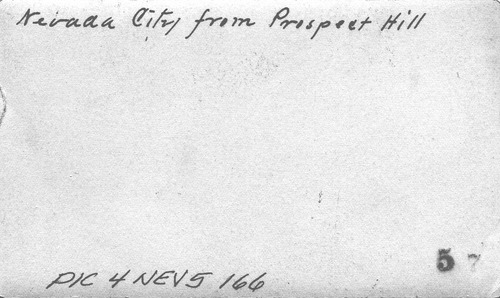 Nevada City from Prospect Hill
PIC 4 NEV5 166
5 7